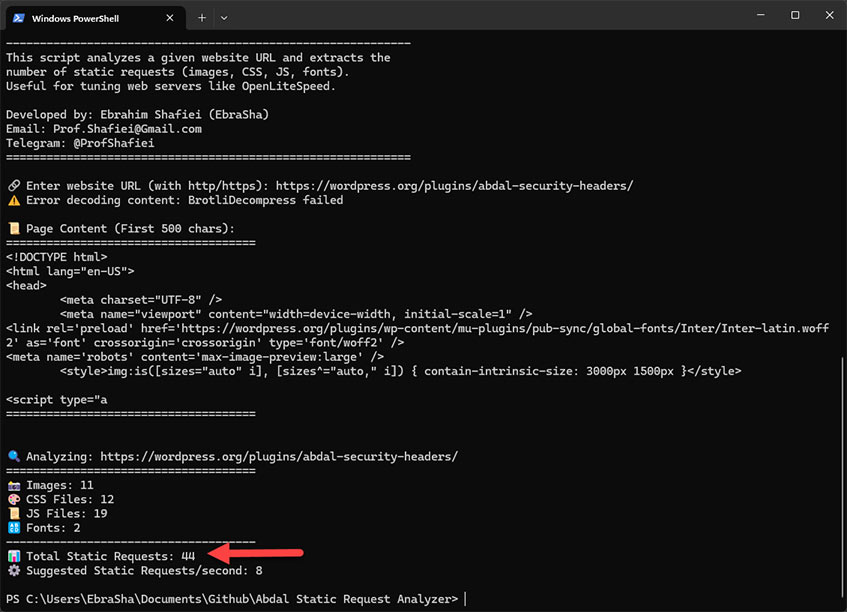 Windows PowerShell
------------------------------------------------------------
This script analyzes a given website URL and extracts the
number of static requests (images, CSS, JS, fonts).
Useful for tuning web servers like OpenLiteSpeed.
Developed by: Ebrahim Shafiei (EbraSha)
Email: Prof.Shafiei@Gmail.com
Telegram: @ProfShafiei
============================================================
🔗 Enter website URL (with http/https): https://wordpress.org/plugins/abdal-security-headers/
⚠️ Error decoding content: BrotliDecompress failed
📜 Page Content (First 500 chars):
=====================================
<!DOCTYPE html>
<html lang="en-US">
<head>
<meta charset="UTF-8" />
<meta name="viewport" content="width=device-width, initial-scale=1" />
<link rel='preload' href='https://wordpress.org/plugins/wp-content/mu-plugins/pub-sync/global-fonts/Inter/Inter-latin.woff
2' as='font' crossorigin='crossorigin' type='font/woff2' />
<meta name='robots' content='max-image-preview:large' />
<style>img:is([sizes="auto" i], [sizes^="auto," i]) { contain-intrinsic-size: 3000px 1500px }</style>
<script type="a
=====================================
🔍 Analyzing: https://wordpress.org/plugins/abdal-security-headers/
=====================================
📸 Images: 11
🎨 CSS Files: 12
📜 JS Files: 19
🔠 Fonts: 2
-------------------------------------
📊 Total Static Requests: 44
⚙️ Suggested Static Requests/second: 8
PS C:\Users\EbraSha\Documents\Github\Abdal Static Request Analyzer>